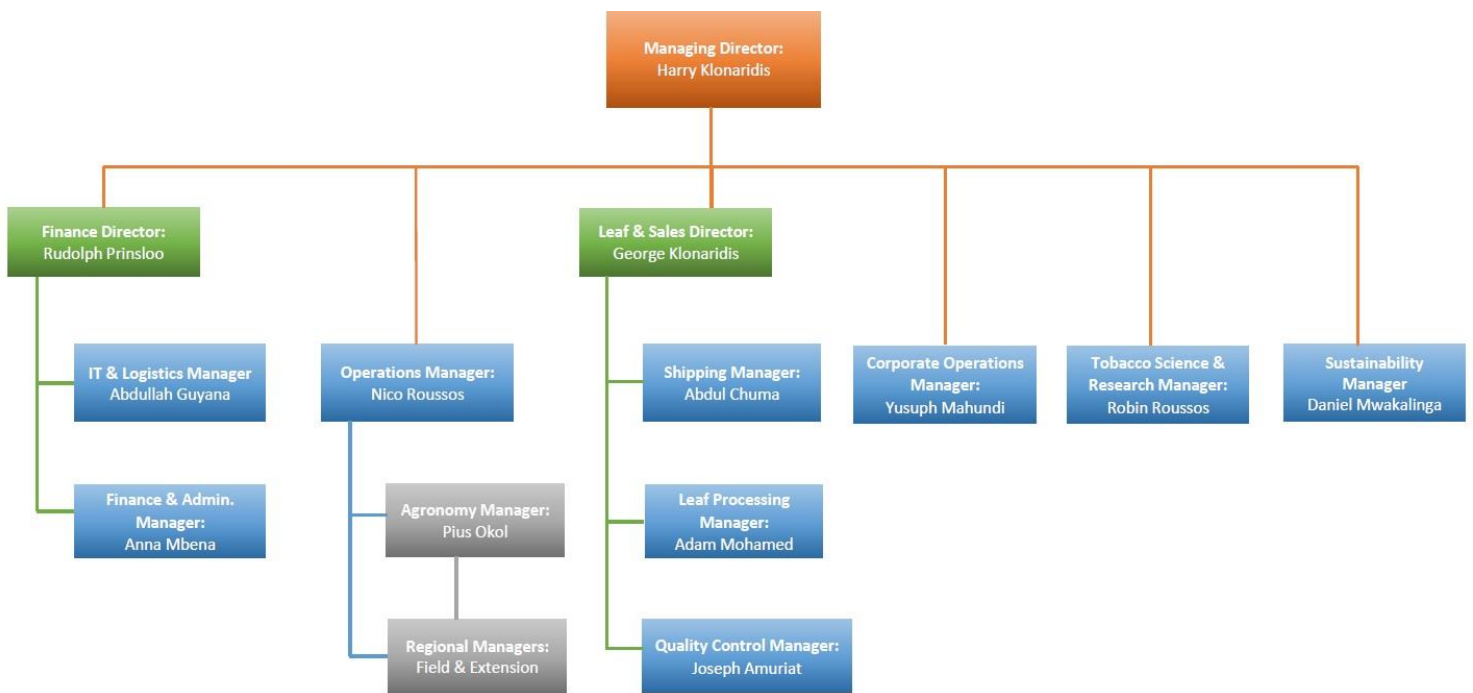 Managing Director:
Harry Klonaridis
Finance Director:
Rudolph Prinsloo
Leaf & Sales Director:
George Klonaridis
IT & Logistics Manager
Abdullah Guyana
Operations Manager:
Nico Roussos
Shipping Manager:
Abdul Chuma
Corporate Operations
Manager:
Yusuph Mahundi
Tobacco Science &
Research Manager:
Robin Roussos
Sustainability
Manager
Daniel Mwakalinga
Finance & Admin.
Manager:
Anna Mbena
Agronomy Manager:
Pius Okol
Leaf Processing
Manager:
Adam Mohamed
Regional Managers:
Field & Extension
Quality Control Manager:
Joseph Amuriat